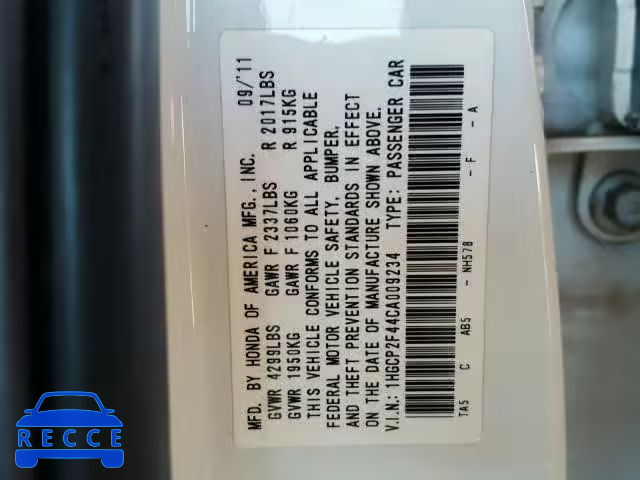 MFD. BY HONDA OF AMERICA MFG., INC. 09/'11
GVWR 4299LBS GAWR F 2337LBS R 2017LBS
GVWR 1950KG GAWR F 1060KG R 915KG
THIS VEHICLE CONFORMS TO ALL APPLICABLE
FEDERAL MOTOR VEHICLE SAFETY, BUMPER,
AND THEFT PREVENTION STANDARDS IN EFFECT
ON THE DATE OF MANUFACTURE SHOWN ABOVE.
V.I.N: 1HGCP2F44CA009234 TYPE: PASSENGER CAR
TA5 C AB5 - NH578 - F - A
RECCE